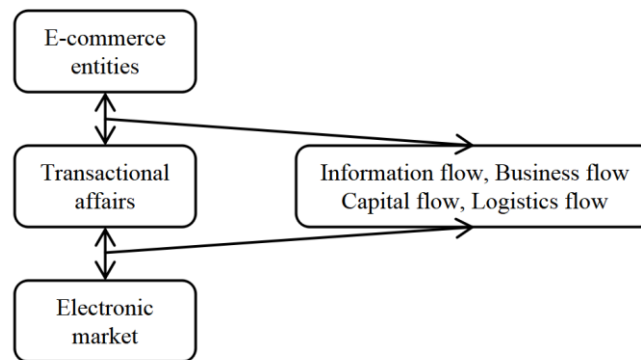 E-commerce
entities
Transactional
affairs
Information flow, Business flow
Capital flow, Logistics flow
Electronic
market